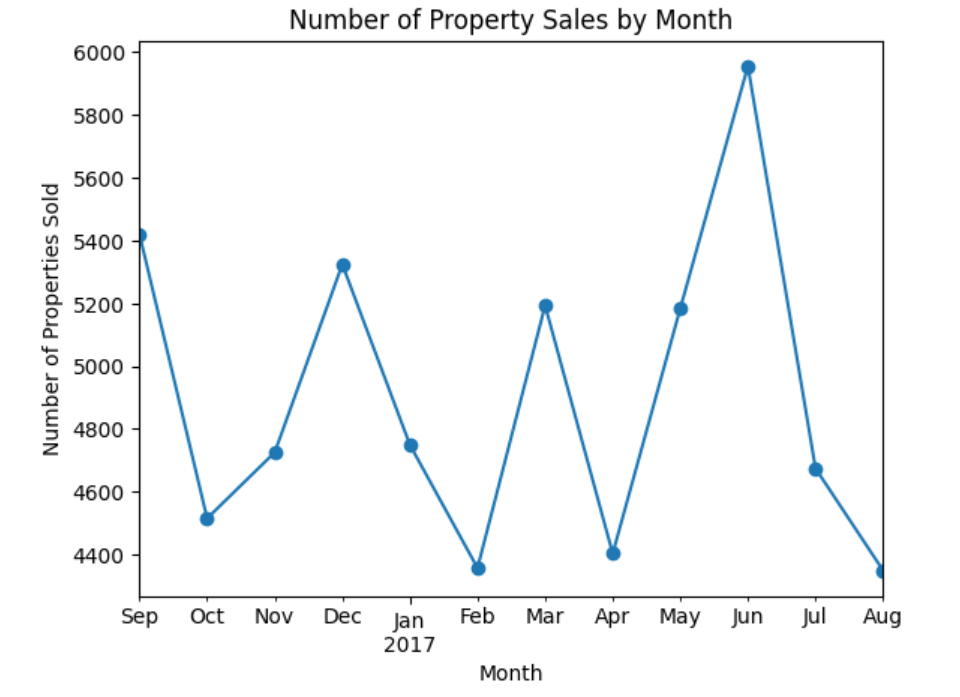 Number of Property Sales by Month
Number of Properties Sold
6000
5800
5600
5400
5200
5000
4800
4600
4400
Sep Oct Nov Dec Jan Feb Mar Apr May Jun Jul Aug
2017
Month